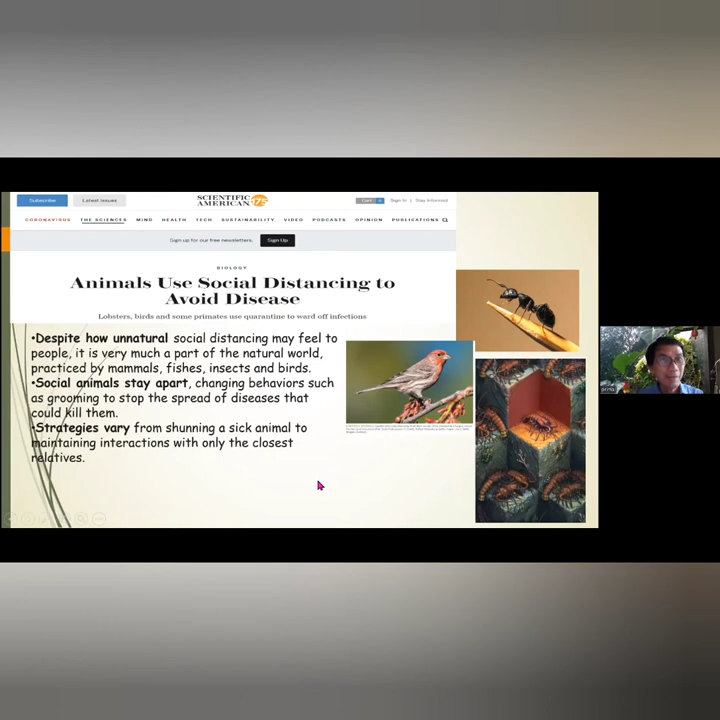 Subscribe
Latest Issues
SCIENTIFIC
AMERICAN 175
Cart 0
Sign In | Stay Informed
CORONAVIRUS THE SCIENCES MIND HEALTH TECH SUSTAINABILITY VIDEO PODCASTS OPINION PUBLICATIONS
Sign up for our free newsletters. Sign Up
BIOLOGY
Animals Use Social Distancing to
Avoid Disease
Lobsters, birds and some primates use quarantine to ward off infections
•Despite how unnatural social distancing may feel to
people, it is very much a part of the natural world,
practiced by mammals, fishes, insects and birds.
•Social animals stay apart, changing behaviors such
as grooming to stop the spread of diseases that
could kill them.
•Strategies vary from shunning a sick animal to
maintaining interactions with only the closest
relatives.